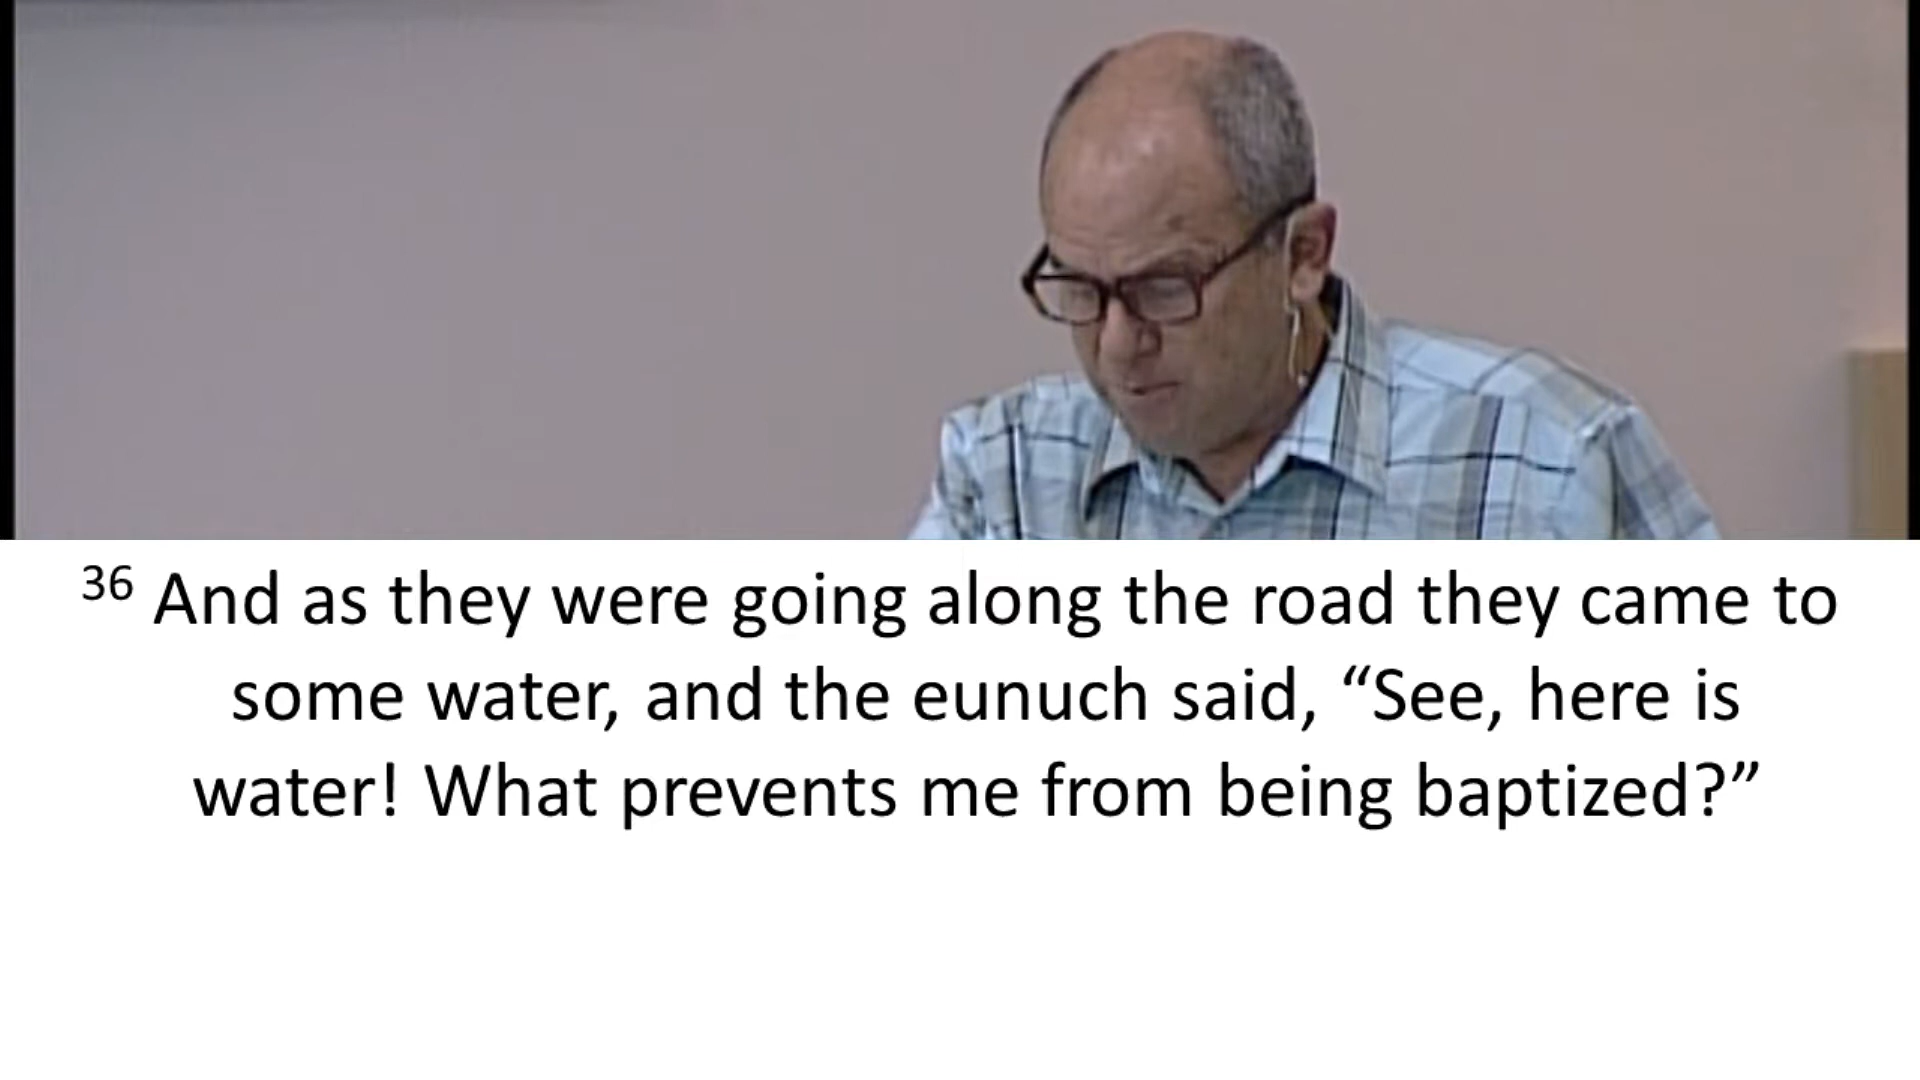 36 And as they were going along the road they came to
some water, and the eunuch said, “See, here is
water! What prevents me from being baptized?”